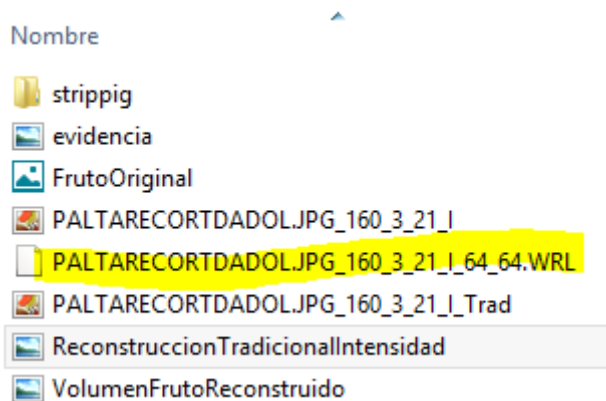 Nombre
strippig
evidencia
FrutoOriginal
PALTARECORTDADOL.JPG_160_3_21_I
PALTARECORTDADOL.JPG_160_3_21_I_64_64.WRL
PALTARECORTDADOL.JPG_160_3_21_I_Trad
ReconstruccionTradicionalIntensidad
VolumenFrutoReconstruido